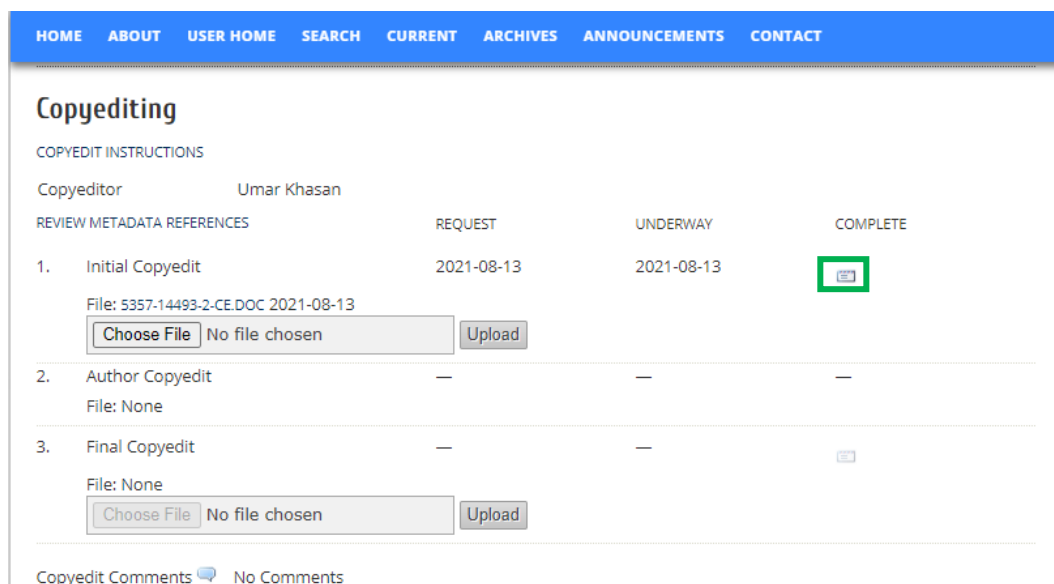 HOME ABOUT USER HOME SEARCH CURRENT ARCHIVES ANNOUNCEMENTS CONTACT
Copyediting
COPYEDIT INSTRUCTIONS
Copyeditor Umar Khasan
REVIEW METADATA REFERENCES REQUEST UNDERWAY COMPLETE
1. Initial Copyedit 2021-08-13 2021-08-13
File: 5357-14493-2-CE.DOC 2021-08-13
Choose File No file chosen Upload
2. Author Copyedit — — —
File: None
3. Final Copyedit — —
File: None
Choose File No file chosen Upload
Copyedit Comments No Comments